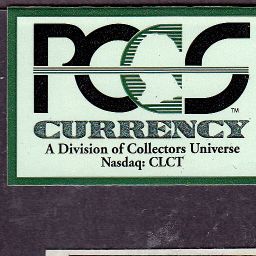 PCGS
TM
CURRENCY
A Division of Collectors Universe
Nasdaq: CLCT